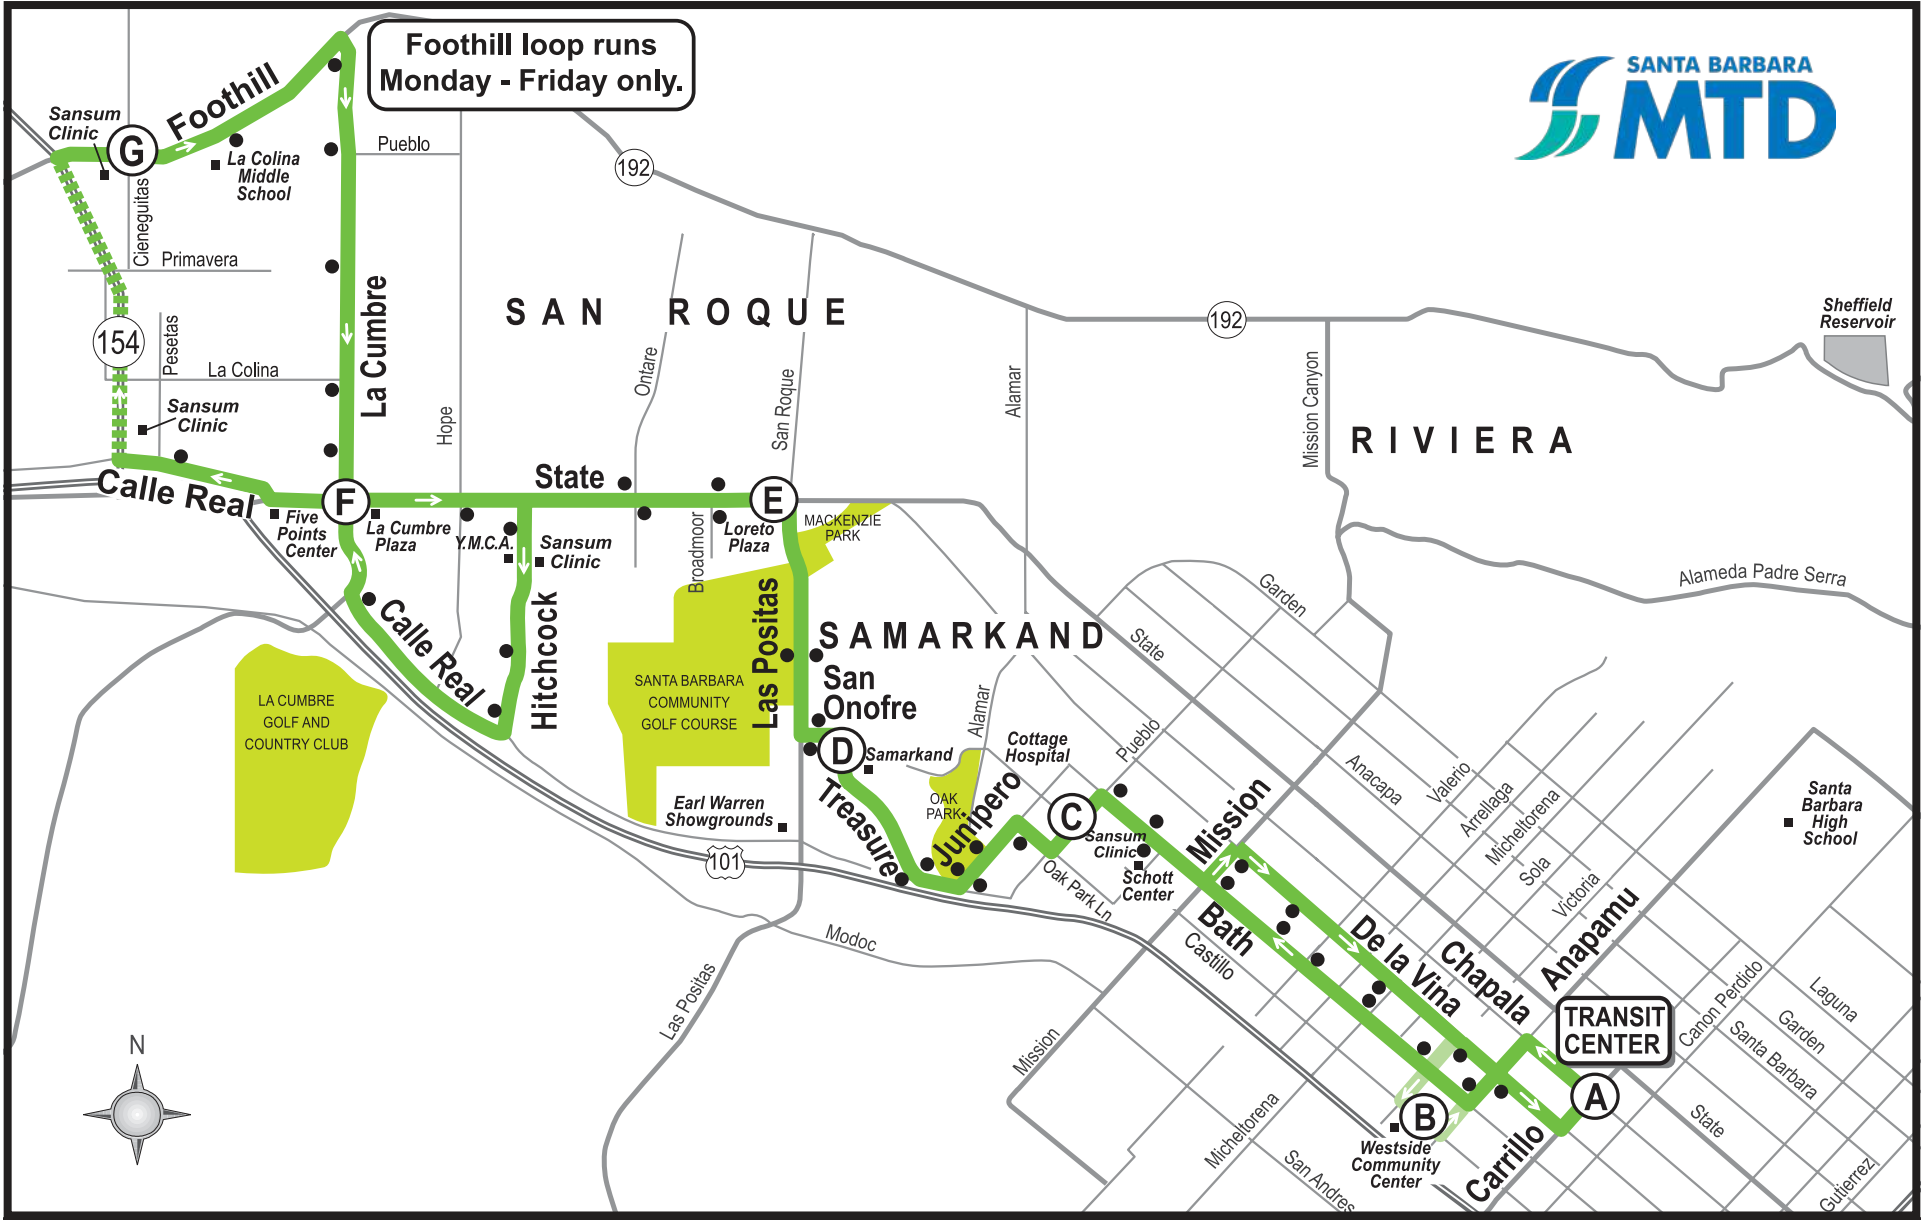 Foothill loop runs
Monday - Friday only.
SANTA BARBARA
MTD
Sansum
Clinic
G
Foothill
La Colina
Middle
School
Pueblo
192
Cieneguitas
Primavera
154
Pesetas
La Colina
La Cumbre
Sansum
Clinic
Hope
SAN ROQUE
Ontare
San Roque
Alamar
192
Mission Canyon
RIVIERA
Sheffield
Reservoir
Calle Real
Five
Points
Center
F
La Cumbre
Plaza
State
Y.M.C.A.
Sansum
Clinic
Broadmoor
Loreto
Plaza
E
MACKENZIE
PARK
Calle Real
Hitchcock
Las Positas
SAMARKAND
San
Onofre
SANTA BARBARA
COMMUNITY
GOLF COURSE
LA CUMBRE
GOLF AND
COUNTRY CLUB
Garden
State
Alameda Padre Serra
D
Samarkand
Alamar
Cottage
Hospital
Pueblo
Earl Warren
Showgrounds
101
Treasure
OAK
PARK
Junipero
C
Sansum
Clinic
Schott
Center
Oak Park Ln
Mission
Anacapa
Valerio
Arrellaga
Micheltorena
Sola
Victoria
Santa
Barbara
High
School
Bath
Castillo
De la Vina
Chapala
Anapamu
Modoc
Las Positas
Mission
TRANSIT
CENTER
Canon Perdido
Laguna
Garden
Santa Barbara
A
B
Westside
Community
Center
Carrillo
State
Micheltorena
San Andres
Gutierrez
N